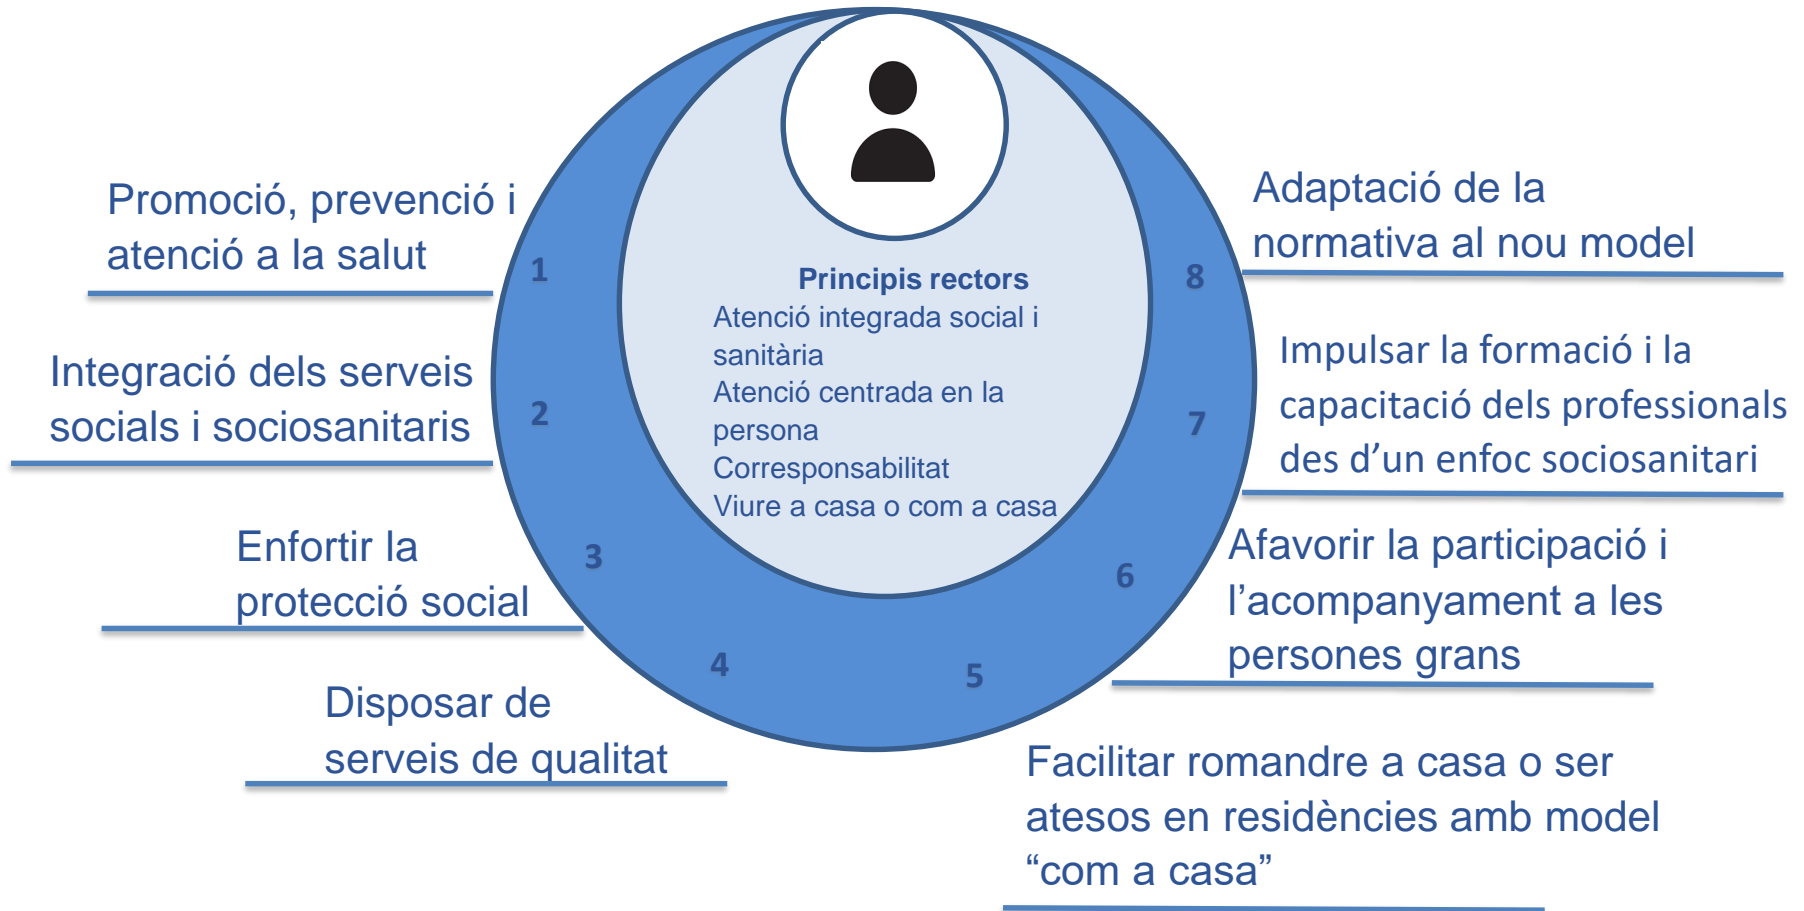 Promoció, prevenció i
atenció a la salut
1
Integració dels serveis
socials i sociosanitaris
2
Enfortir la
protecció social
3
Disposar de
serveis de qualitat
4
Principis rectors
Atenció integrada social i
sanitària
Atenció centrada en la
persona
Corresponsabilitat
Viure a casa o com a casa
5
Facilitar romandre a casa o ser
atesos en residències amb model
“com a casa”
6
Afavorir la participació i
l’acompanyament a les
persones grans
7
Impulsar la formació i la
capacitació dels professionals
des d’un enfoc sociosanitari
8
Adaptació de la
normativa al nou model